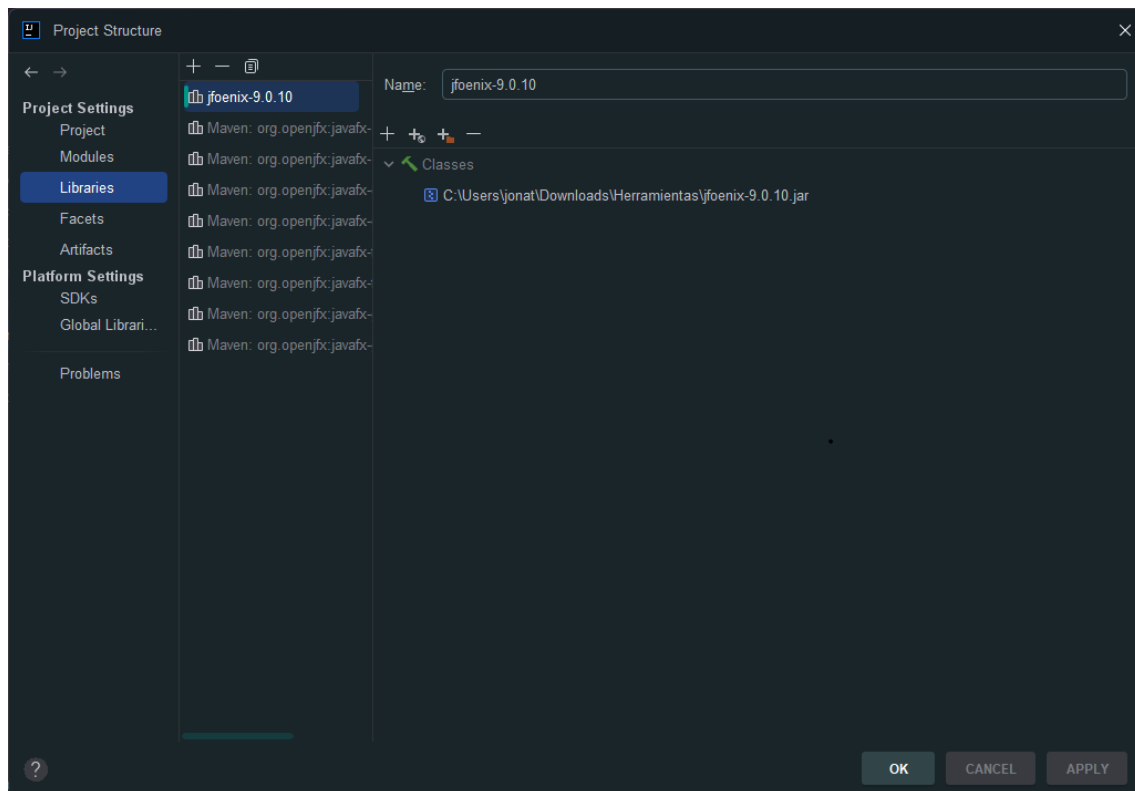 Project Structure
Project Settings
Project
Modules
Libraries
Facets
Artifacts
Platform Settings
SDKs
Global Librari...
Problems
jfoenix-9.0.10
Maven: org.openjfx:javafx-
Maven: org.openjfx:javafx-
Maven: org.openjfx:javafx-
Maven: org.openjfx:javafx-
Maven: org.openjfx:javafx-
Maven: org.openjfx:javafx-
Maven: org.openjfx:javafx-
Maven: org.openjfx:javafx-
Name: jfoenix-9.0.10
Classes
C:\Users\jonat\Downloads\Herramientas\jfoenix-9.0.10.jar
? OK CANCEL APPLY